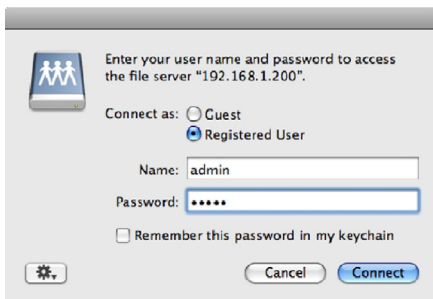 Enter your user name and password to access
the file server “192.168.1.200”.
Connect as: Guest
Registered User
Name: admin
Password: •••••
Remember this password in my keychain
Cancel Connect